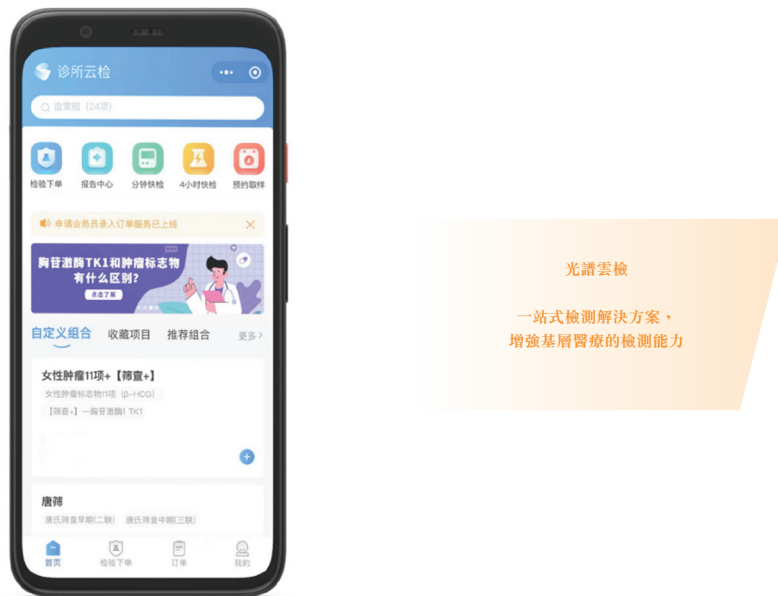 诊所云检
血常规（24项）
检验下单
报告中心
分钟快检
4小时快检
预约取样
申请业务员录入订单服务已上线
胸苷激酶TK1和肿瘤标志物
有什么区别?
点击了解
自定义组合
收藏项目
推荐组合
更多
女性肿瘤11项+【筛查+】
女性肿瘤标志物11项（β-HCG）
【筛查+】—胸苷激酶1 TK1
唐筛
唐氏筛查早期(二联)
唐氏筛查中期(三联)
首页
检验下单
订单
我的
光譜雲檢
一站式檢測解決方案，
增強基層醫療的檢測能力